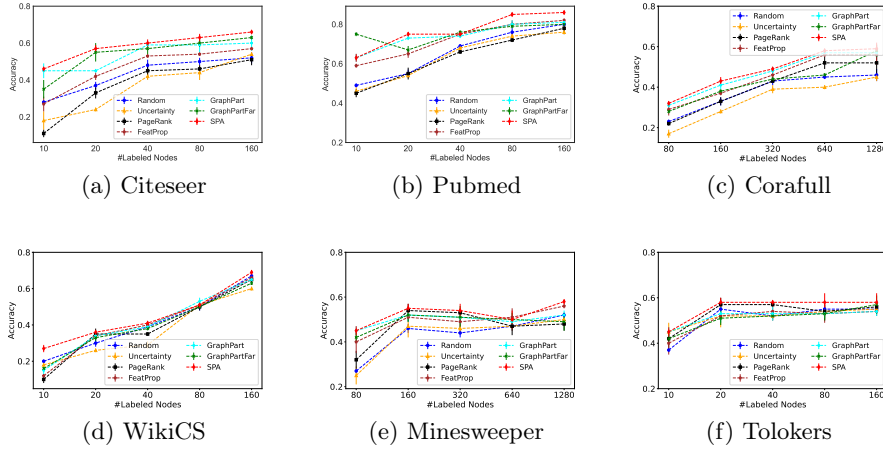 0.6
0.4
0.2
Accuracy
10 20 40 80 160
#Labeled Nodes
Random
Uncertainty
PageRank
FeatProp
GraphPart
GraphPartFar
SPA
(a) Citeseer
0.8
0.6
0.4
0.2
Accuracy
10 20 40 80 160
#Labeled Nodes
Random
Uncertainty
PageRank
FeatProp
GraphPart
GraphPartFar
SPA
(b) Pubmed
0.8
0.6
0.4
0.2
Accuracy
80 160 320 640 1280
#Labeled Nodes
Random
Uncertainty
PageRank
FeatProp
GraphPart
GraphPartFar
SPA
(c) Corafull
0.8
0.6
0.4
0.2
Accuracy
10 20 40 80 160
#Labeled Nodes
Random
Uncertainty
PageRank
FeatProp
GraphPart
GraphPartFar
SPA
(d) WikiCS
0.8
0.6
0.4
0.2
Accuracy
80 160 320 640 1280
#Labeled Nodes
Random
Uncertainty
PageRank
FeatProp
GraphPart
GraphPartFar
SPA
(e) Minesweeper
0.8
0.6
0.4
0.2
Accuracy
10 20 40 80 160
#Labeled Nodes
Random
Uncertainty
PageRank
FeatProp
GraphPart
GraphPartFar
SPA
(f) Tolokers